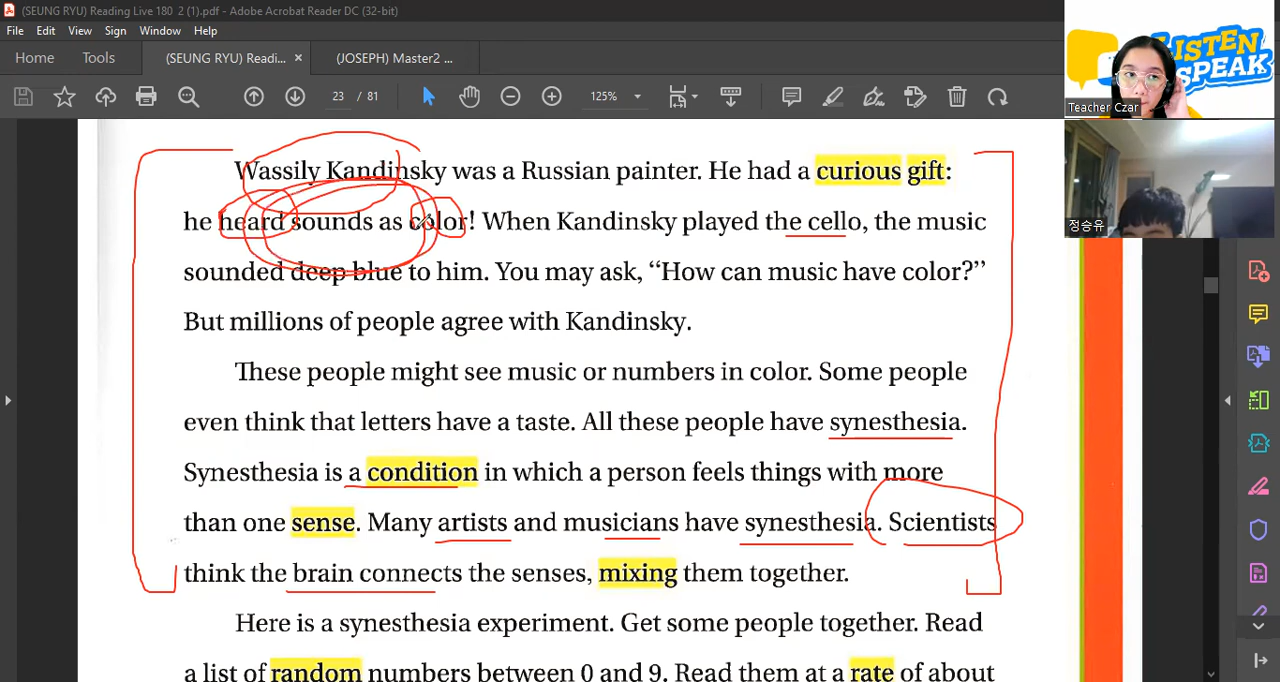 (SEUNG RYU) Reading Live 180 2 (1).pdf - Adobe Acrobat Reader DC (32-bit)
File Edit View Sign Window Help
Home Tools (SEUNG RYU) Readi... × (JOSEPH) Master2 ...
23 / 81 125%
LISTEN
SPEAK
Teacher Czar
정승유
Wassily Kandinsky was a Russian painter. He had a curious gift:
he heard sounds as color! When Kandinsky played the cello, the music
sounded deep blue to him. You may ask, “How can music have color?”
But millions of people agree with Kandinsky.
These people might see music or numbers in color. Some people
even think that letters have a taste. All these people have synesthesia.
Synesthesia is a condition in which a person feels things with more
than one sense. Many artists and musicians have synesthesia. Scientists
think the brain connects the senses, mixing them together.
Here is a synesthesia experiment. Get some people together. Read
a list of random numbers between 0 and 9. Read them at a rate of about